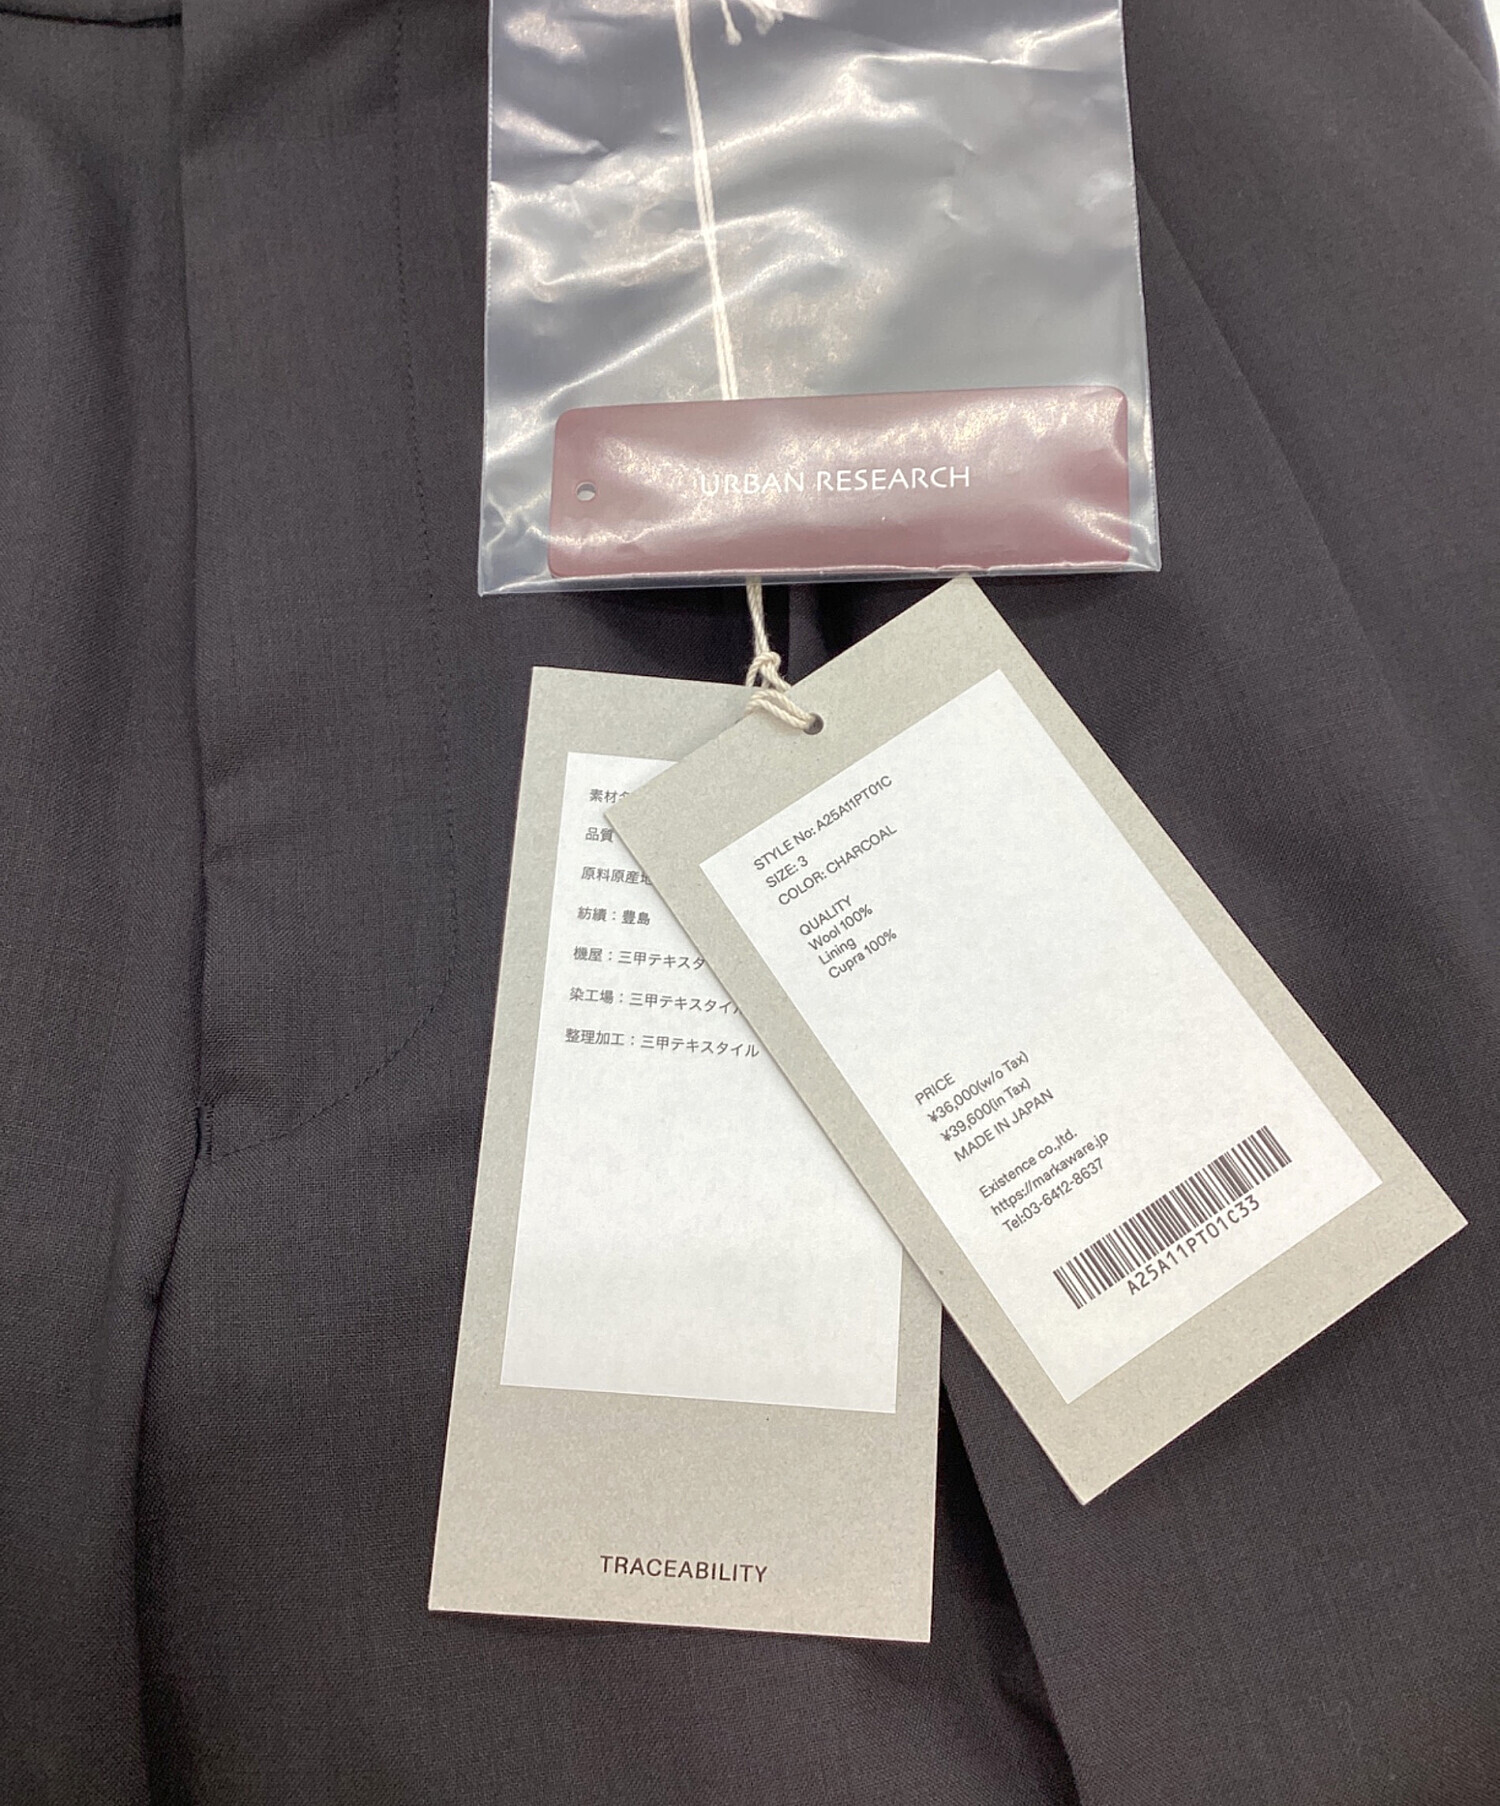 URBAN RESEARCH
素材
品質
原料原産地
紡績：豊島
機屋：三甲テキスタ
染工場：三甲テキスタイル
整理加工：三甲テキスタイル
TRACEABILITY
STYLE No: A25A11PT01C
SIZE: 3
COLOR: CHARCOAL
QUALITY
Wool 100%
Lining
Cupra 100%
PRICE
¥36,000(w/o Tax)
¥39,600(in Tax)
MADE IN JAPAN
Existence co.,ltd.
https://markaware.jp
Tel:03-6412-8637
A25A11PT01C33